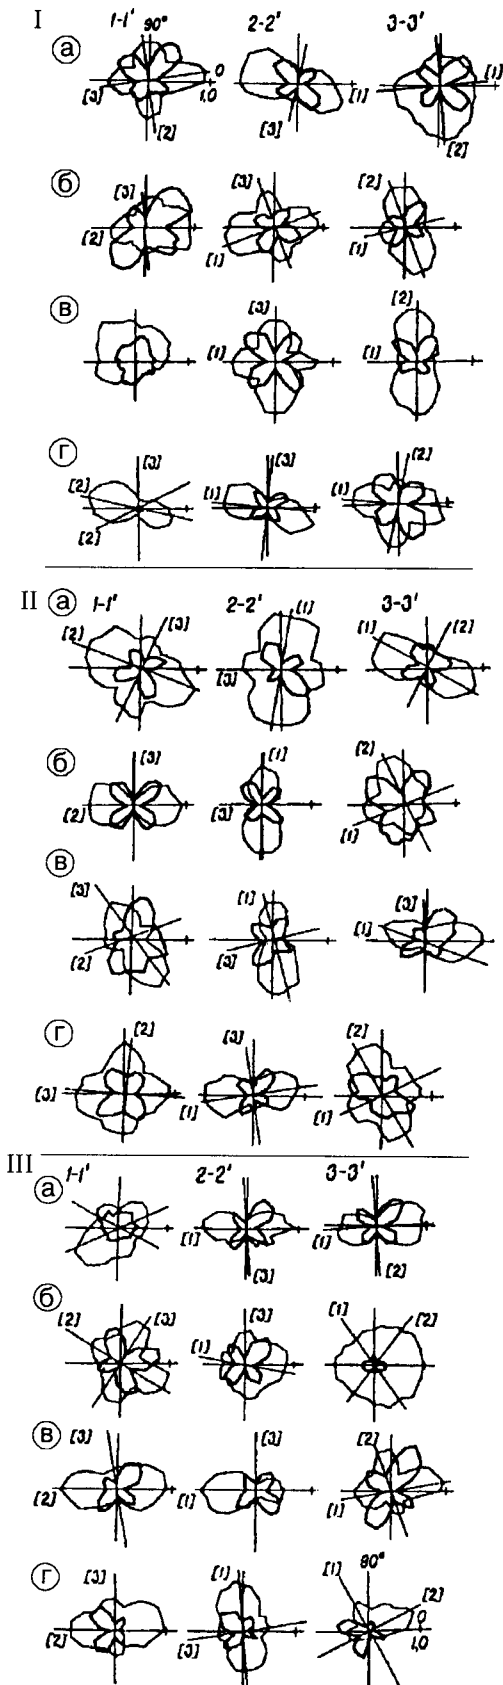 I 1-1' 2-2' 3-3'
а 90° 0 1,0 [3] [2] [1] [3] [1] [2]
б [3] [2] [3] [1] [2] [1]
в [3] [1] [2] [1]
г [3] [2] [2] [3] [1] [2] [1]
II а 1-1' 2-2' 3-3'
[2] [3] [1] [3] [1] [2]
б [3] [2] [1] [3] [2] [1]
в [3] [2] [1] [3] [3] [1]
г [2] [3] [3] [1] [2] [1]
III 1-1' 2-2' 3-3'
а [1] [3] [1] [2]
б [2] [3] [3] [1] [1] [2]
в [3] [2] [3] [1] [2] [1]
г [3] [2] [1] [3] 90° [1] [2] 0 1,0